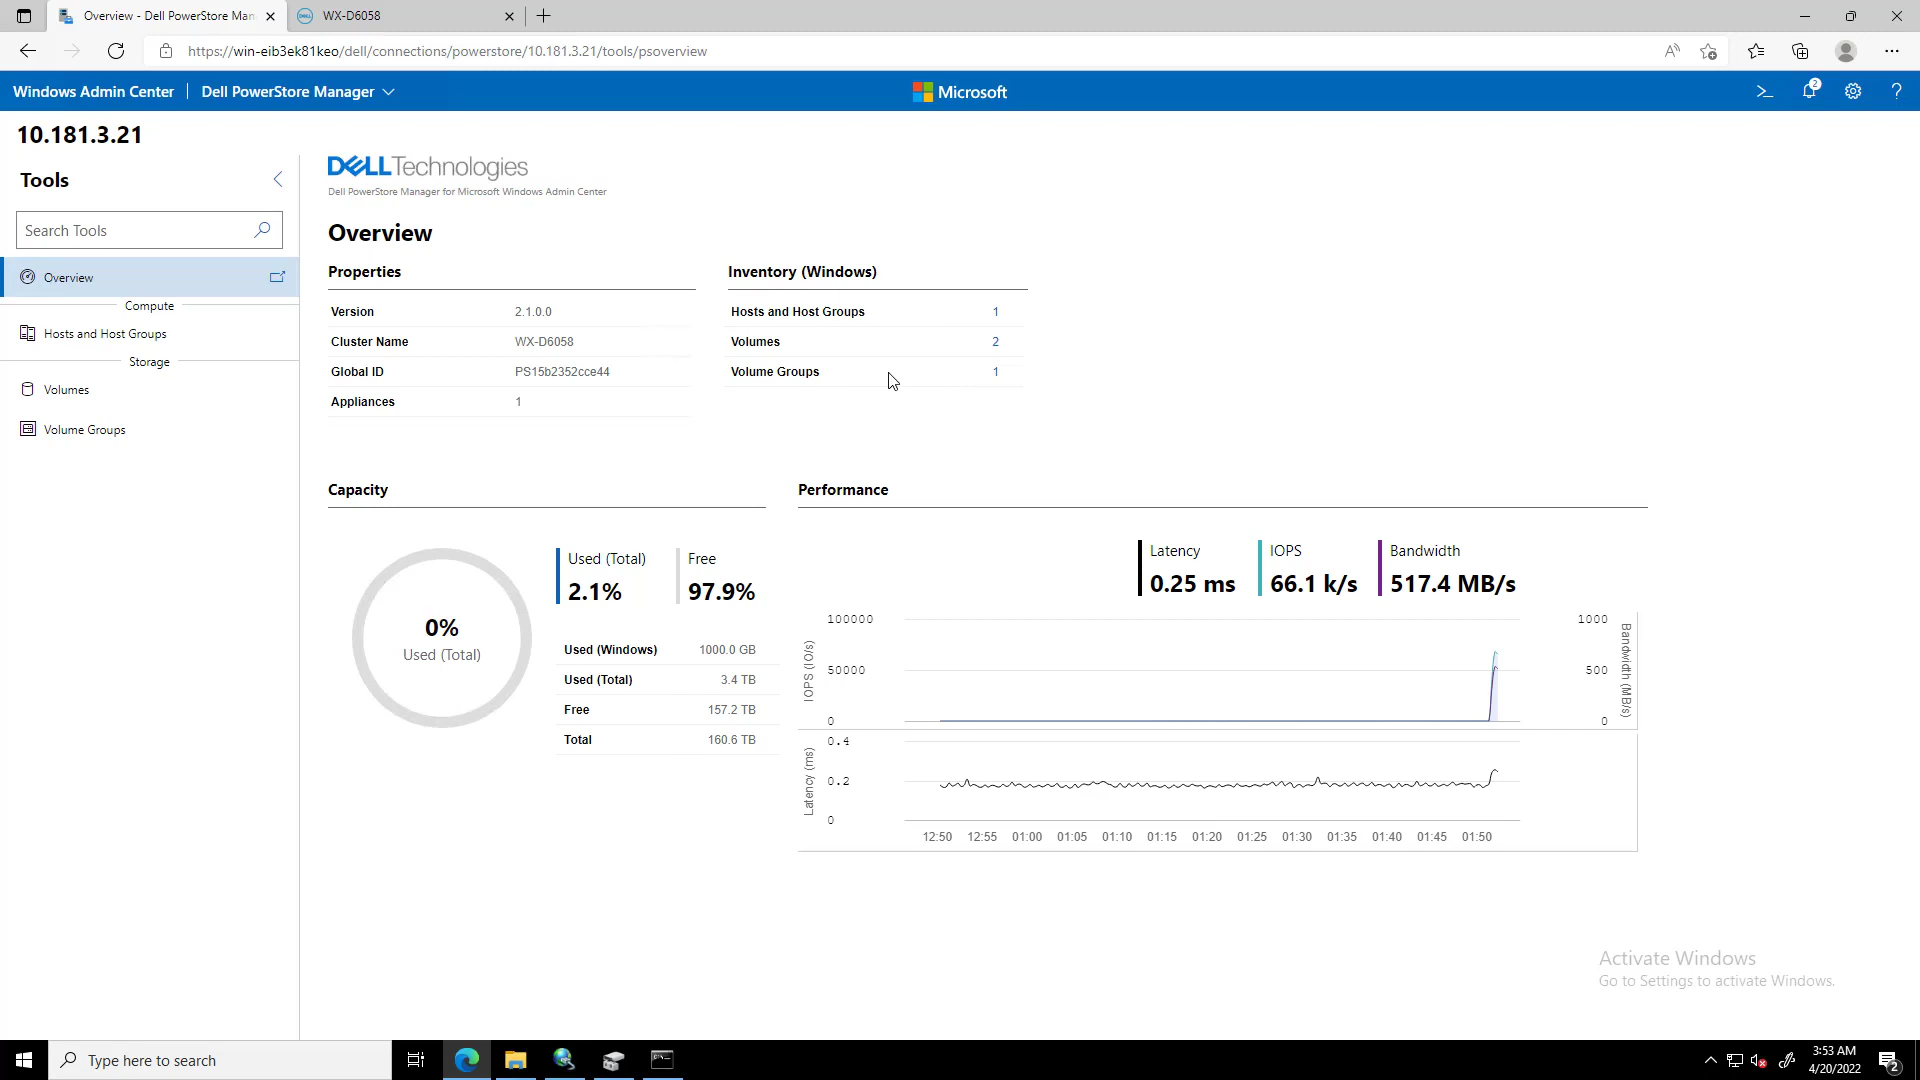 Overview - Dell PowerStore Man
WX-D6058
https://win-eib3ek81keo/dell/connections/powerstore/10.181.3.21/tools/psoverview
Windows Admin Center
Dell PowerStore Manager
Microsoft
2
?
10.181.3.21
Tools
Search Tools
Overview
Compute
Hosts and Host Groups
Storage
Volumes
Volume Groups
DELL Technologies
Dell PowerStore Manager for Microsoft Windows Admin Center
Overview
Properties
Version 2.1.0.0
Cluster Name WX-D6058
Global ID PS15b2352cce44
Appliances 1
Inventory (Windows)
Hosts and Host Groups 1
Volumes 2
Volume Groups 1
Capacity
0%
Used (Total)
Used (Total)
2.1%
Free
97.9%
Used (Windows) 1000.0 GB
Used (Total) 3.4 TB
Free 157.2 TB
Total 160.6 TB
Performance
Latency
0.25 ms
IOPS
66.1 k/s
Bandwidth
517.4 MB/s
IOPS (IO/s)
100000
50000
0
1000
500
0
Bandwidth (MB/s)
Latency (ms)
0.4
0.2
0
12:50 12:55 01:00 01:05 01:10 01:15 01:20 01:25 01:30 01:35 01:40 01:45 01:50
Activate Windows
Go to Settings to activate Windows.
Type here to search
3:53 AM
4/20/2022
2